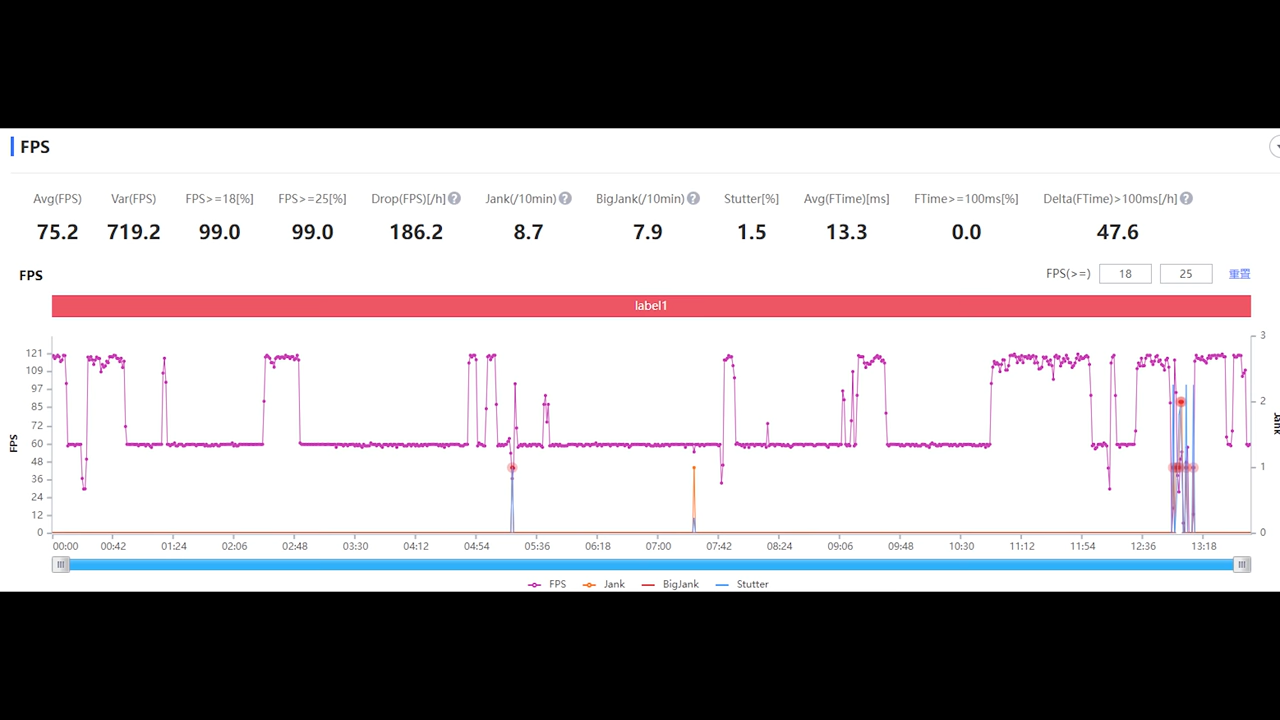 FPS
Avg(FPS) Var(FPS) FPS>=18[%] FPS>=25[%] Drop(FPS)[/h] ? Jank(/10min) ? BigJank(/10min) ? Stutter[%] Avg(FTime)[ms] FTime>=100ms[%] Delta(FTime)>100ms[/h] ?
75.2 719.2 99.0 99.0 186.2 8.7 7.9 1.5 13.3 0.0 47.6
FPS FPS(>=) 18 25 重置
label1
121
109
97
85
72
60
48
36
24
12
0
FPS
3
2
1
0
Jank
00:00 00:42 01:24 02:06 02:48 03:30 04:12 04:54 05:36 06:18 07:00 07:42 08:24 09:06 09:48 10:30 11:12 11:54 12:36 13:18
FPS Jank BigJank Stutter